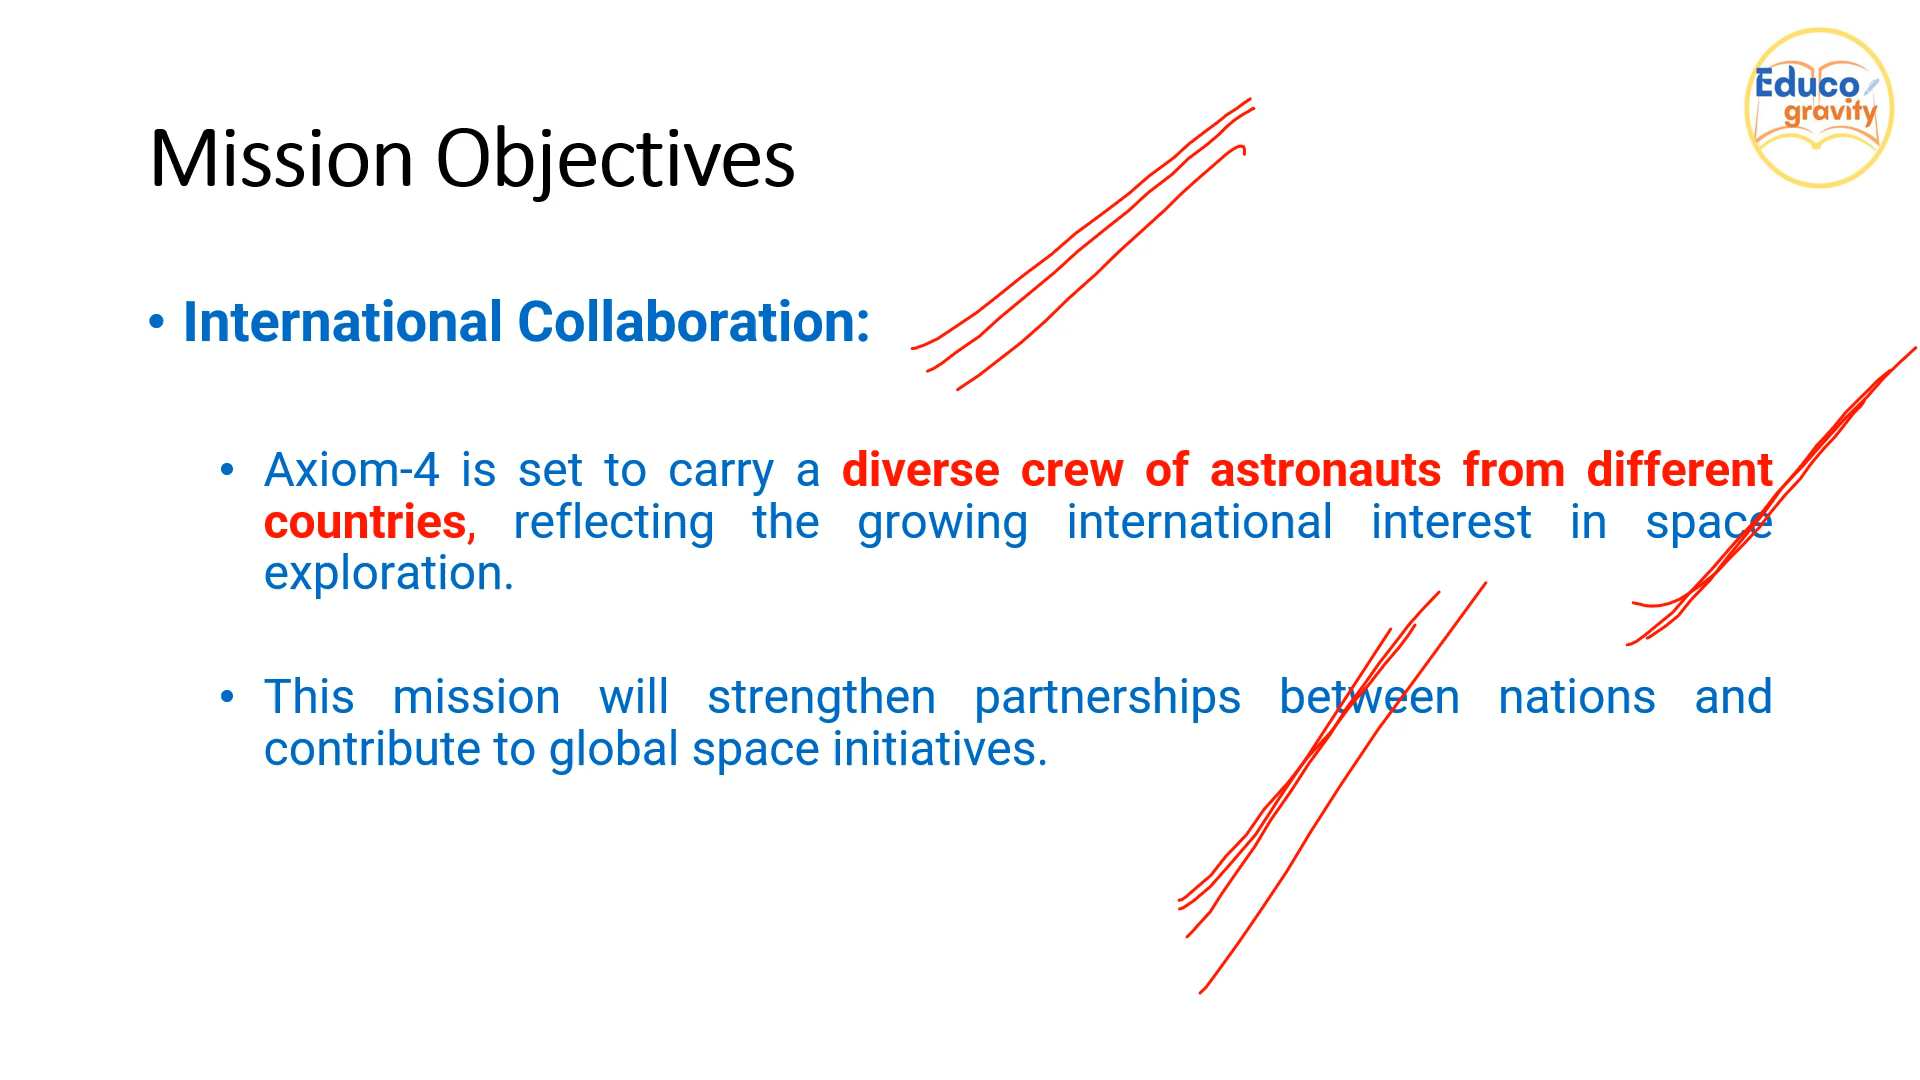 Educo
gravity
Mission Objectives
• International Collaboration:
• Axiom-4 is set to carry a diverse crew of astronauts from different
countries, reflecting the growing international interest in space
exploration.
• This mission will strengthen partnerships between nations and
contribute to global space initiatives.